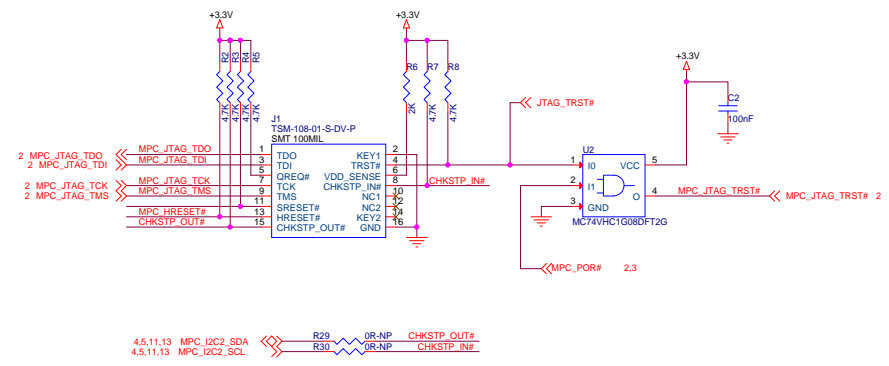 +3.3V
+3.3V
+3.3V
R2
R3
R4
R5
R6
R7
R8
4.7K
4.7K
4.7K
4.7K
2K
4.7K
4.7K
JTAG_TRST#
C2
100nF
J1
TSM-108-01-S-DV-P
SMT 100MIL
U2
2 MPC_JTAG_TDO MPC_JTAG_TDO 1 TDO KEY1 2
2 MPC_JTAG_TDI MPC_JTAG_TDI 3 TDI TRST# 4
5 QREQ# VDD_SENSE 6
2 MPC_JTAG_TCK MPC_JTAG_TCK 7 TCK CHKSTP_IN# 8 CHKSTP_IN#
2 MPC_JTAG_TMS MPC_JTAG_TMS 9 TMS NC1 10
11 SRESET# NC2 12
MPC_HRESET# 13 HRESET# KEY2 14
CHKSTP_OUT# 15 CHKSTP_OUT# GND 16
1 I0 VCC 5
2 I1
O 4 MPC_JTAG_TRST# MPC_JTAG_TRST# 2
3 GND
MC74VHC1G08DFT2G
MPC_POR# 2,3
4,5,11,13 MPC_I2C2_SDA R29 0R-NP CHKSTP_OUT#
4,5,11,13 MPC_I2C2_SCL R30 0R-NP CHKSTP_IN#